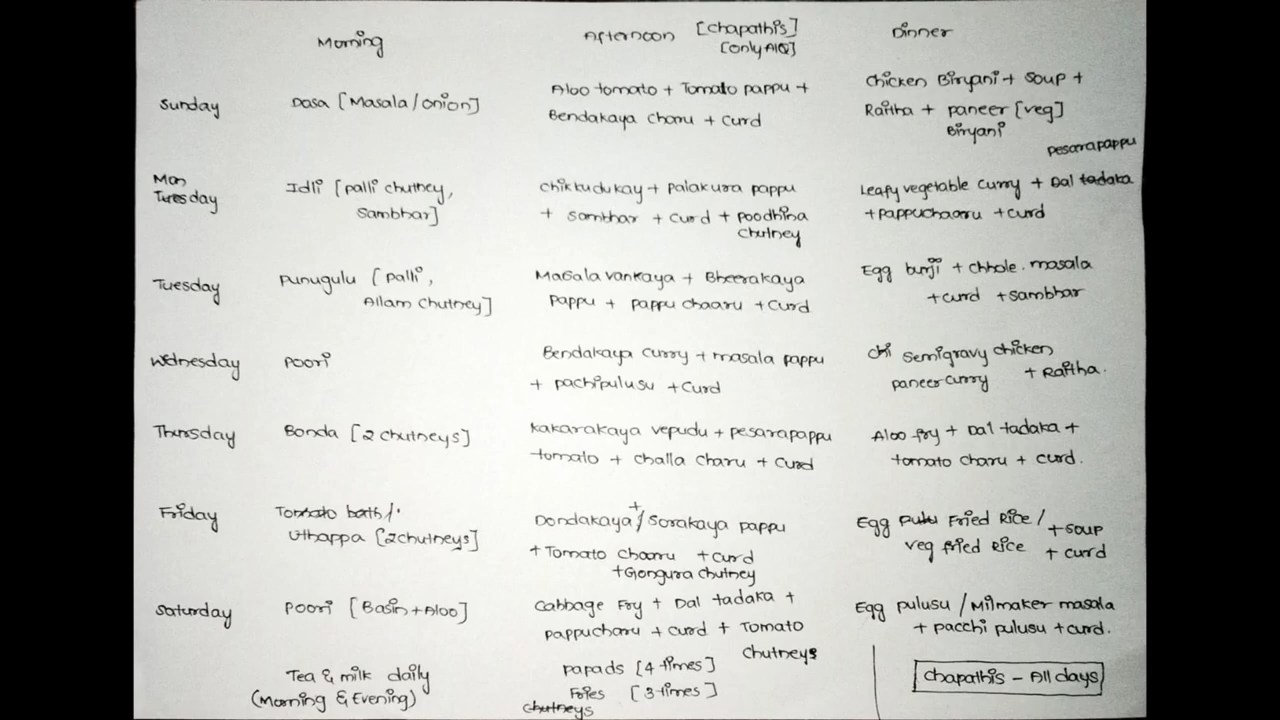 Morning Afternoon [chapathis] Dinner
[only AIQ]
Sunday Dasa [Masala/onion] Aloo tomato + Tomato pappu + Chicken Biryani + Soup +
Bendakaya charu + curd Raitha + paneer [veg]
Biryani
pesarapappu
Mon
Tuesday Idli [palli chutney, Chikkudukay + palakura pappu Leafy vegetable curry + Dal tadaka
Sambhar] + sambhar + curd + poodhina + pappuchaaru + curd
chutney
Tuesday Punugulu [palli, Masala vankaya + Bheerakaya Egg burji + chhole masala
Allam chutney] pappu + pappu chaaru + curd + curd + sambhar
Wednesday Poori Bendakaya curry + masala pappu chi semigravy chicken
+ pachipulusu + curd paneer curry + Raitha.
Thursday Bonda [2 chutneys] Kakarakaya vepudu + pesarapappu Aloo fry + Dal tadaka +
tomato + challa charu + curd tomato charu + curd.
Friday Tomato bath/ Dondakaya + / Sorakaya pappu Egg Fried Rice / + soup
Uthappa [2chutneys] + Tomato chaaru + curd veg fried Rice + curd
+ Gongura chutney
Saturday Poori [Basin + Aloo] Cabbage Fry + Dal tadaka + Egg pulusu / Milmaker masala
pappucharu + curd + Tomato + pacchi pulusu + curd.
chutneys
Tea & milk daily papads [4 times] Chapathis - All days
(Morning & Evening) Fries [3 times]
chutneys